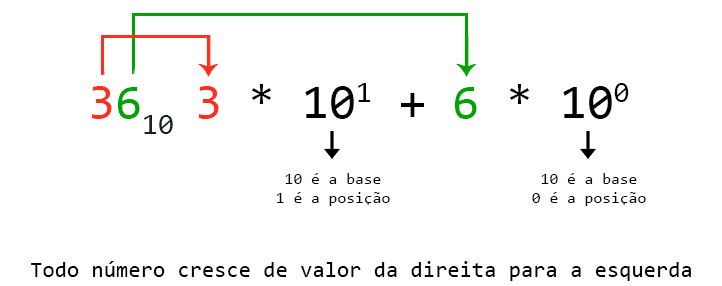 36₁₀ 3 * 10¹ + 6 * 10⁰
10 é a base
1 é a posição
10 é a base
0 é a posição
Todo número cresce de valor da direita para a esquerda